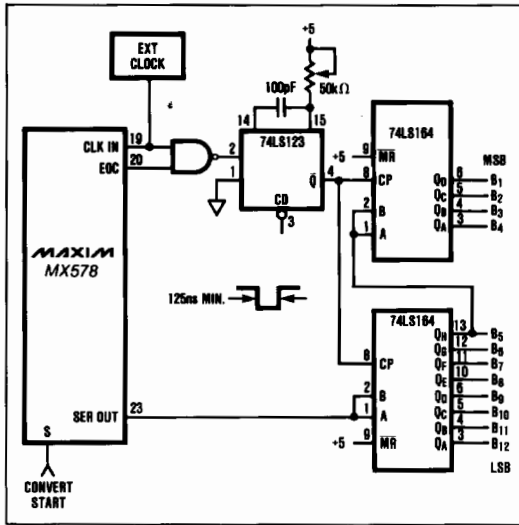 EXT
CLOCK
+5
100pF
50kΩ
14
15
74LS123
2
1
4
Q̅
CD
3
19
CLK IN
20
EOC
MAXIM
MX578
125ns MIN.
SER OUT
23
S
CONVERT
START
74LS164
+5
9
M̅R̅
8
CP
2
B
1
A
QD
6
B1
MSB
QC
5
B2
QB
4
B3
QA
3
B4
74LS164
8
CP
2
B
1
A
+5
9
M̅R̅
QH
13
B5
QG
12
B6
QF
11
B7
QE
10
B8
QD
6
B9
QC
5
B10
QB
4
B11
QA
3
B12
LSB